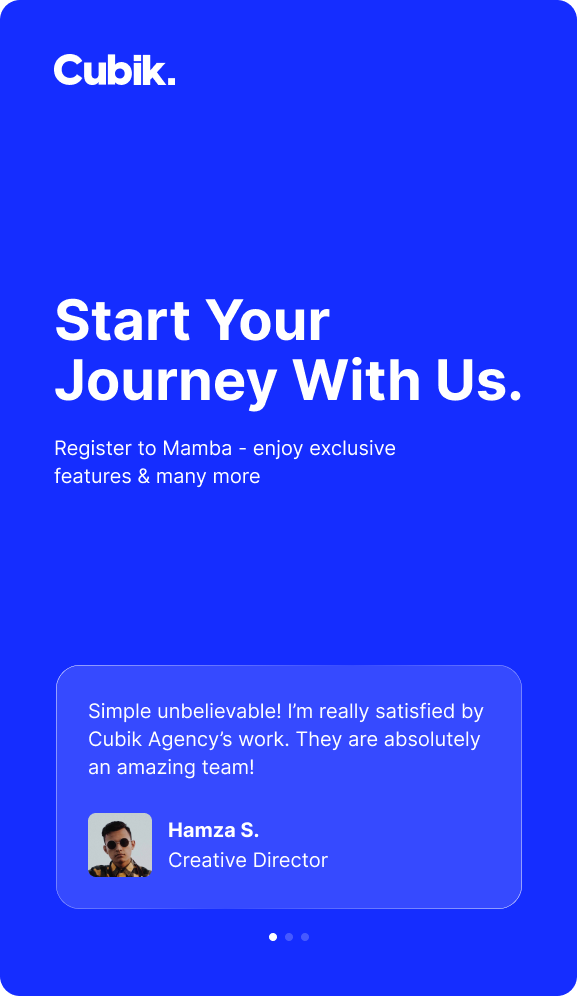 Cubik.
Start Your
Journey With Us.
Register to Mamba - enjoy exclusive
features & many more
Simple unbelievable! I’m really satisfied by
Cubik Agency’s work. They are absolutely
an amazing team!
Hamza S.
Creative Director